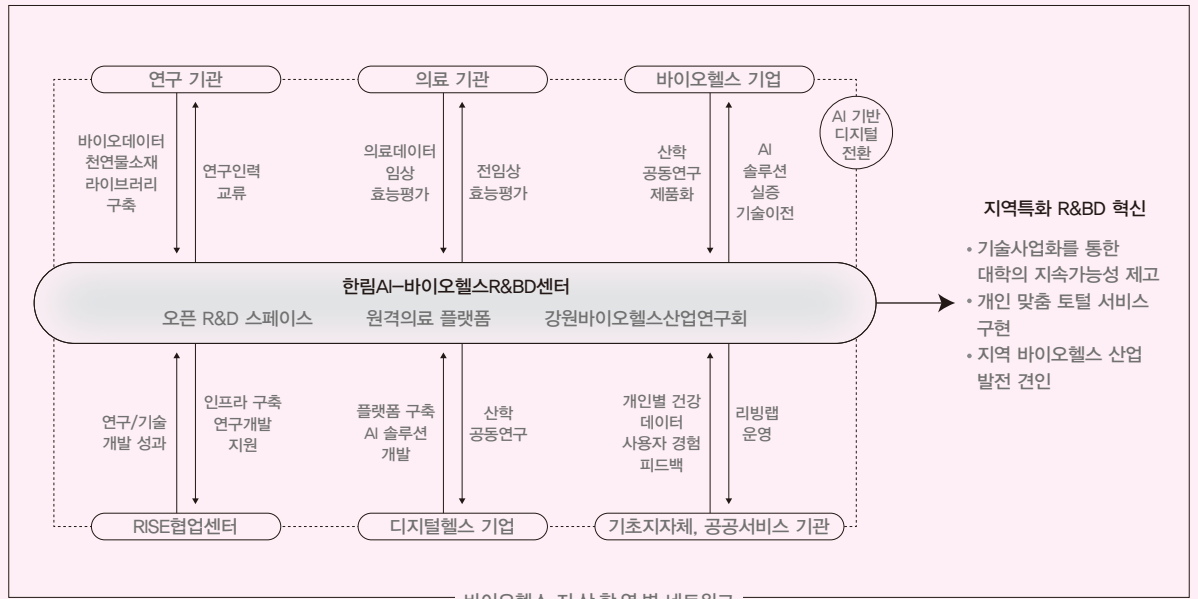 연구 기관
의료 기관
바이오헬스 기업
AI 기반
디지털
전환
바이오데이터
천연물소재
라이브러리
구축
연구인력
교류
의료데이터
임상
효능평가
전임상
효능평가
산학
공동연구
제품화
AI
솔루션
실증
기술이전
한림AI–바이오헬스R&BD센터
오픈 R&D 스페이스
원격의료 플랫폼
강원바이오헬스산업연구회
지역특화 R&BD 혁신
• 기술사업화를 통한
대학의 지속가능성 제고
• 개인 맞춤 토털 서비스
구현
• 지역 바이오헬스 산업
발전 견인
연구/기술
개발 성과
인프라 구축
연구개발
지원
플랫폼 구축
AI 솔루션
개발
산학
공동연구
개인별 건강
데이터
사용자 경험
피드백
리빙랩
운영
RISE협업센터
디지털헬스 기업
기초지자체, 공공서비스 기관
바이오헬스